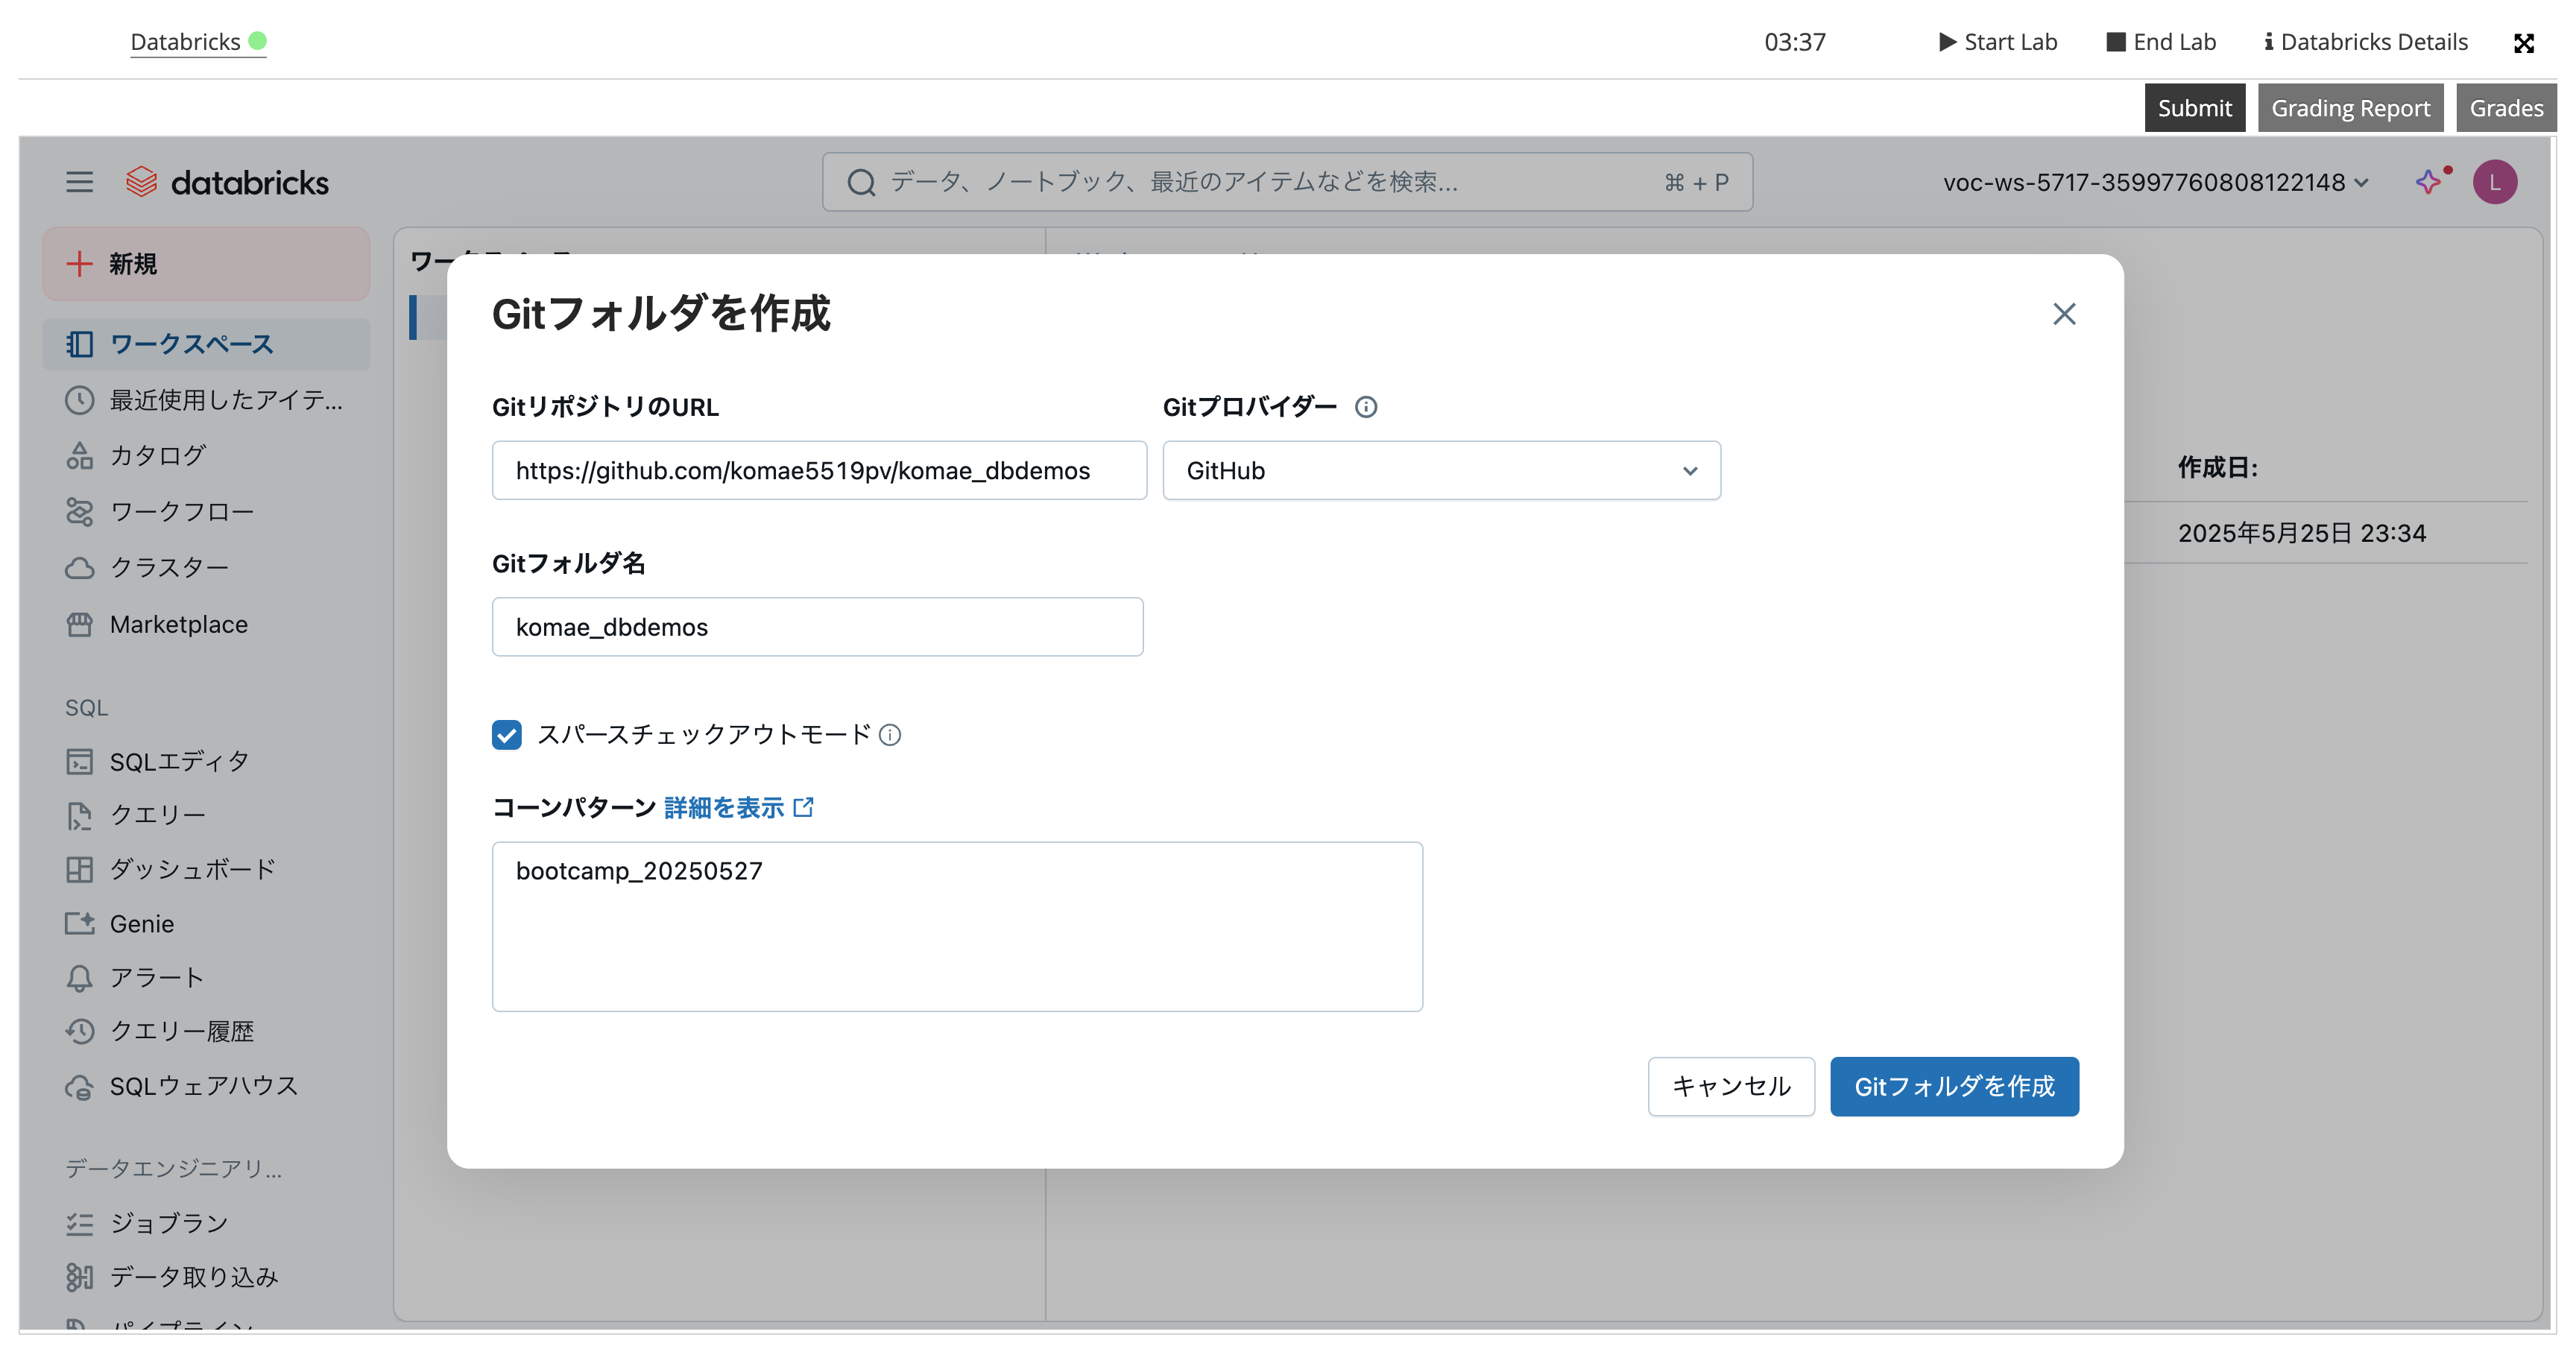 Databricks
03:37
Start Lab
End Lab
Databricks Details
Submit
Grading Report
Grades
databricks
データ、ノートブック、最近のアイテムなどを検索...
⌘ + P
voc-ws-5717-35997760808122148
L
新規
ワークスペース
最近使用したアイテ...
カタログ
ワークフロー
クラスター
Marketplace
SQL
SQLエディタ
クエリー
ダッシュボード
Genie
アラート
クエリー履歴
SQLウェアハウス
データエンジニアリ...
ジョブラン
データ取り込み
パイプライン
Gitフォルダを作成
GitリポジトリのURL
Gitプロバイダー
https://github.com/komae5519pv/komae_dbdemos
GitHub
Gitフォルダ名
komae_dbdemos
スパースチェックアウトモード
コーンパターン 詳細を表示
bootcamp_20250527
キャンセル
Gitフォルダを作成
作成日:
2025年5月25日 23:34